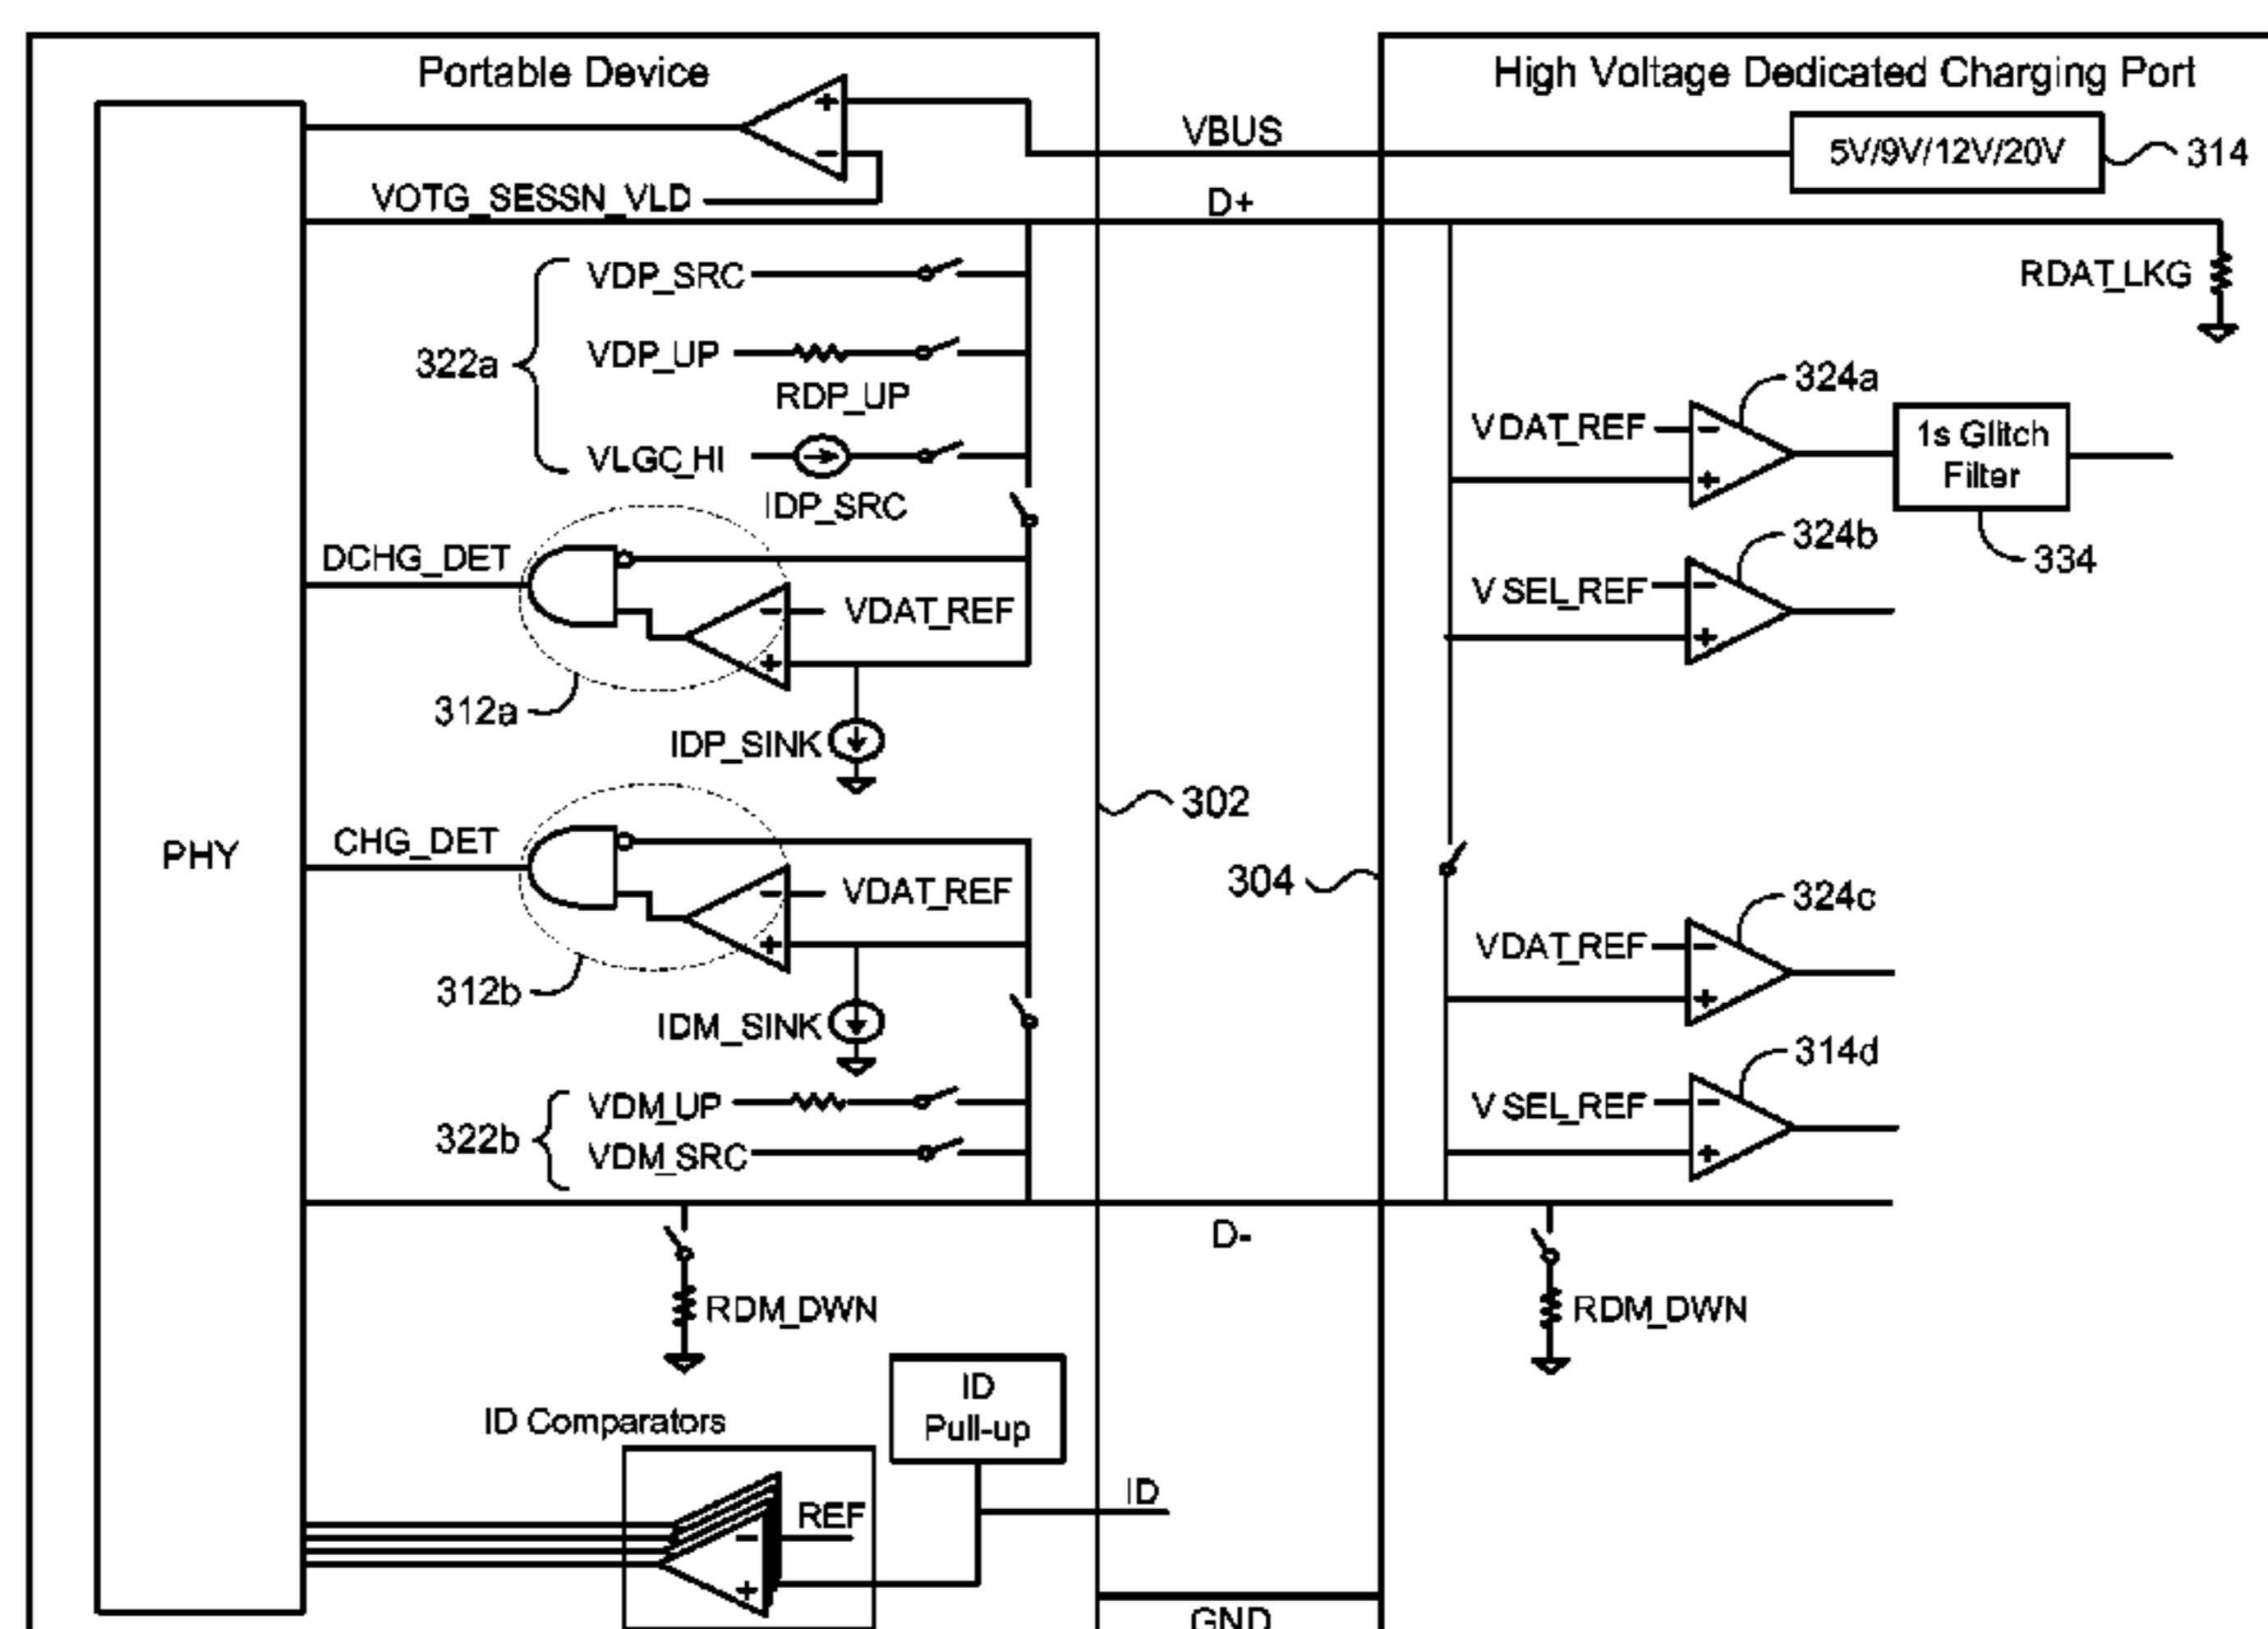 Portable Device
High Voltage Dedicated Charging Port
VBUS
5V/9V/12V/20V
314
VOTG_SESSN_VLD
D+
VDP_SRC
RDAT_LKG
322a
VDP_UP
RDP_UP
324a
VDAT_REF
1s Glitch
Filter
VLGC_HI
IDP_SRC
324b
334
DCHG_DET
VSEL_REF
VDAT_REF
312a
IDP_SINK
302
PHY
CHG_DET
304
VDAT_REF
324c
VDAT_REF
312b
IDM_SINK
314d
VDM_UP
VSEL_REF
322b
VDM_SRC
D-
RDM_DWN
RDM_DWN
ID
Pull-up
ID Comparators
REF
ID
GND